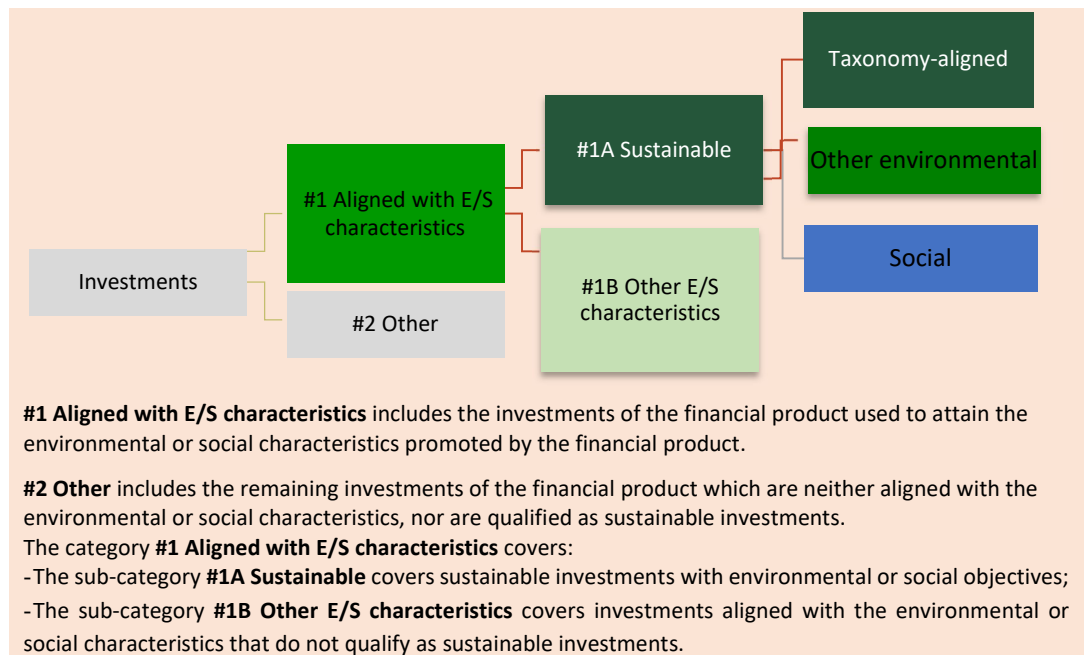 Taxonomy-aligned
#1A Sustainable
Other environmental
#1 Aligned with E/S
characteristics
Social
Investments
#1B Other E/S
characteristics
#2 Other
#1 Aligned with E/S characteristics includes the investments of the financial product used to attain the
environmental or social characteristics promoted by the financial product.
#2 Other includes the remaining investments of the financial product which are neither aligned with the
environmental or social characteristics, nor are qualified as sustainable investments.
The category #1 Aligned with E/S characteristics covers:
-The sub-category #1A Sustainable covers sustainable investments with environmental or social objectives;
-The sub-category #1B Other E/S characteristics covers investments aligned with the environmental or
social characteristics that do not qualify as sustainable investments.